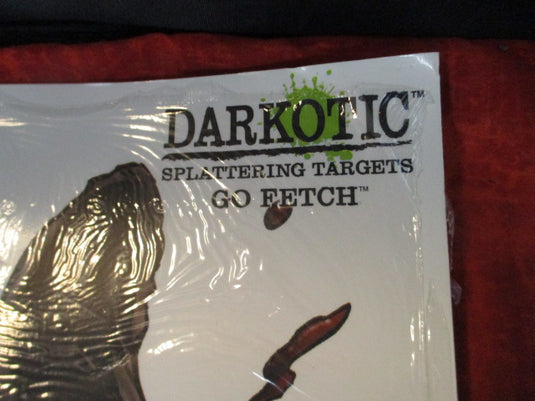 DARKOTIC™
SPLATTERING TARGETS
GO FETCH™